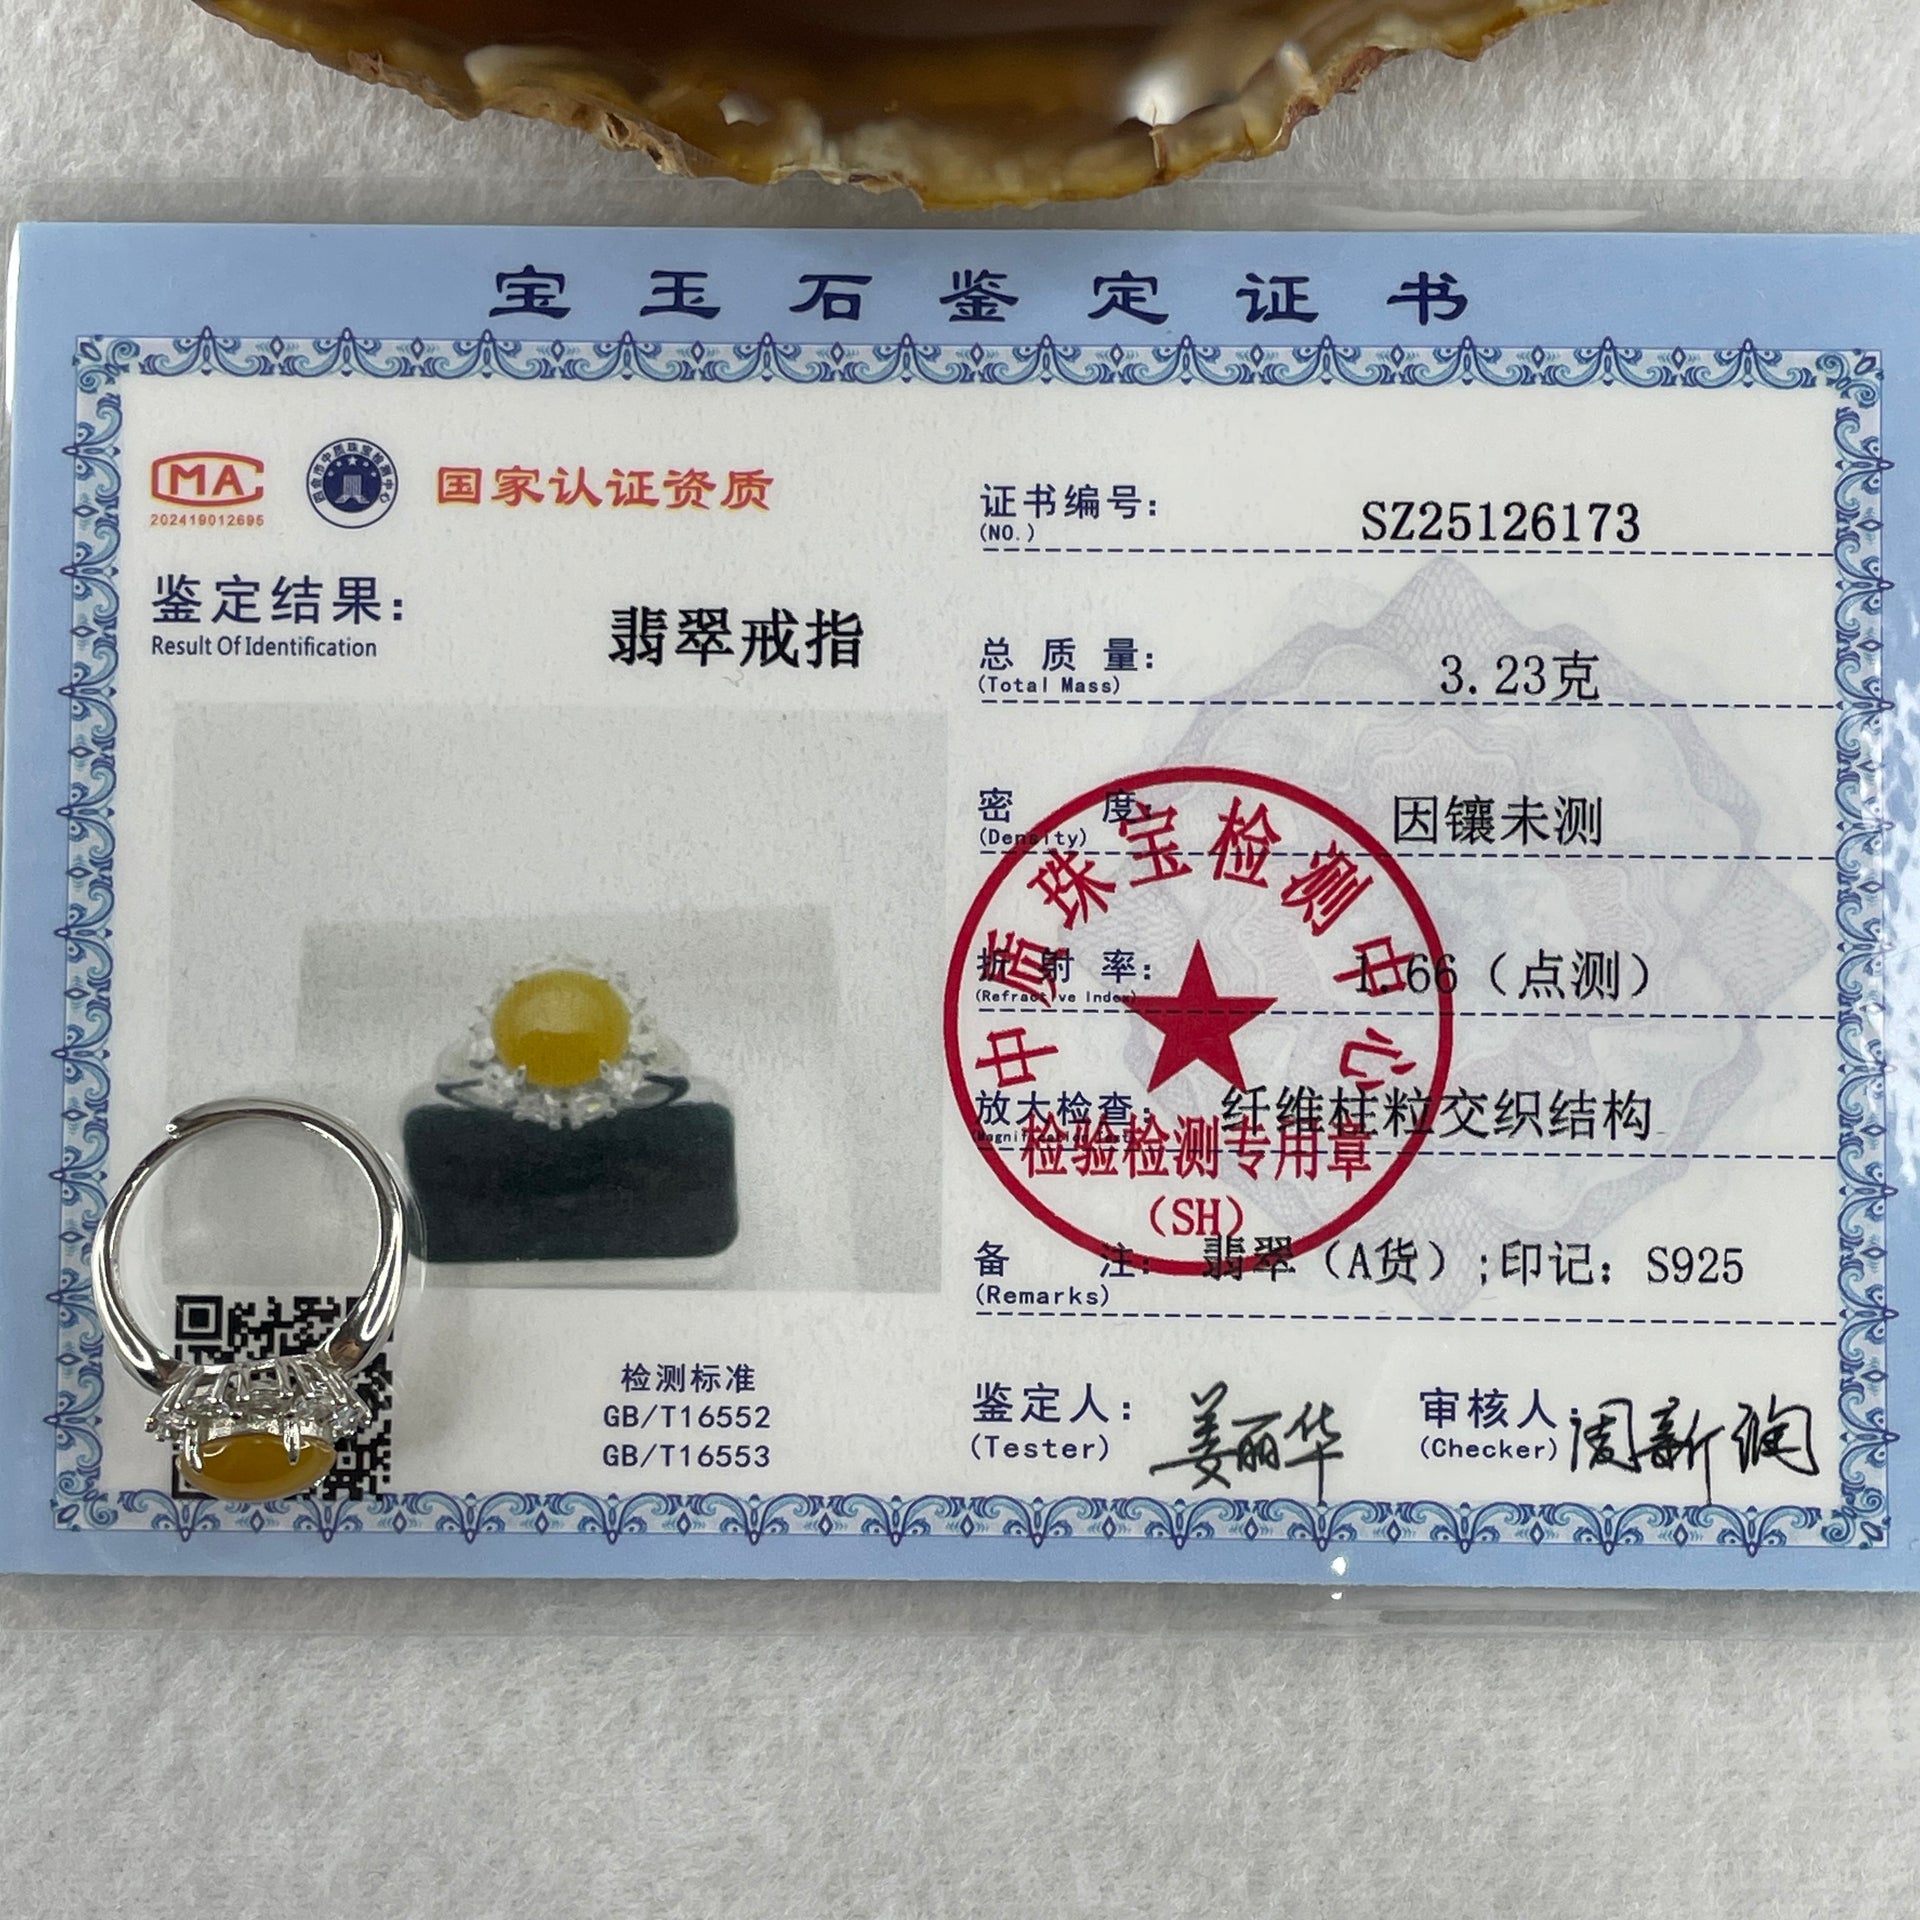 宝玉石鉴定证书
CMA
202419012695
国家认证资质
鉴定结果:
Result Of Identification
翡翠戒指
证书编号:
(NO.)
SZ25126173
总质量:
(Total Mass)
3.23克
密度:
(Density)
因镶未测
折射率:
(Refractive Index)
1.66（点测）
放大检查:
纤维柱粒交织结构
备注:
(Remarks)
翡翠（A货）;印记: S925
中质珠宝检测中心
检验检测专用章
(SH)
检测标准
GB/T16552
GB/T16553
鉴定人:
(Tester)
姜丽华
审核人:
(Checker)
周新润